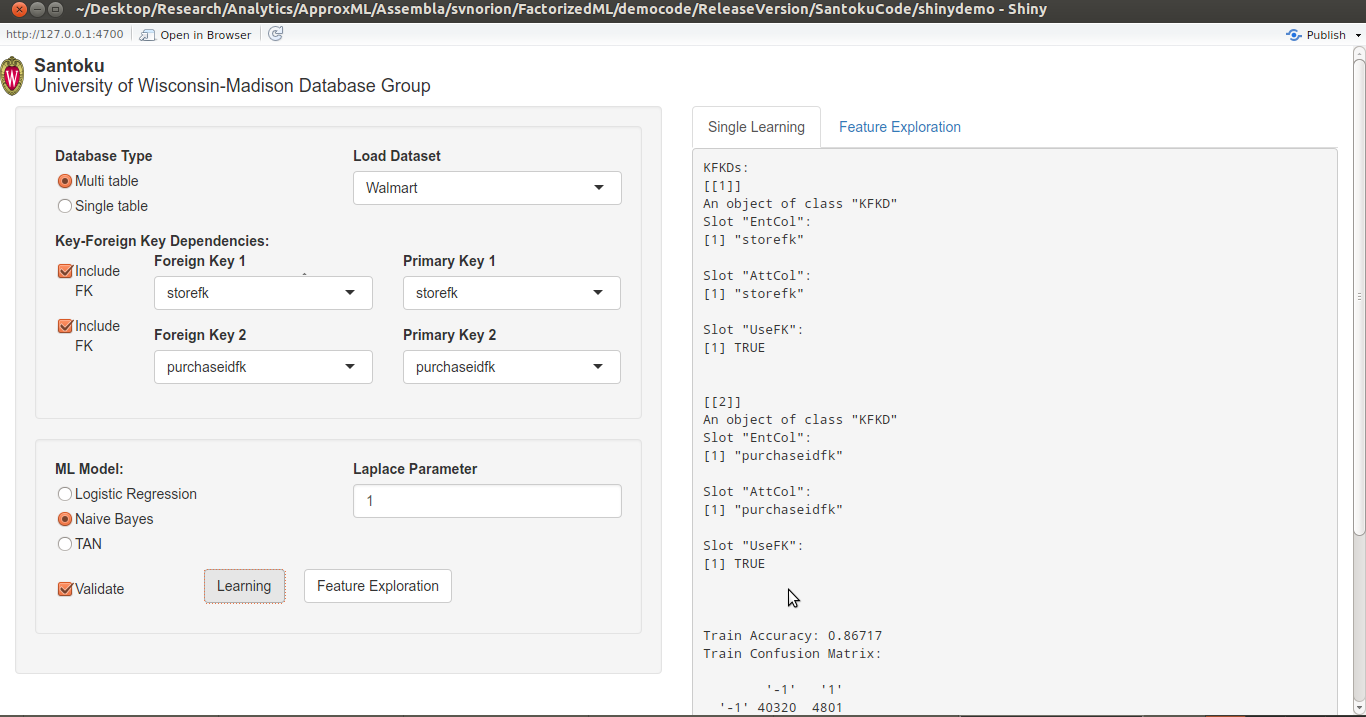 ~/Desktop/Research/Analytics/ApproxML/Assembla/svnorion/FactorizedML/democode/ReleaseVersion/SantokuCode/shinydemo - Shiny
http://127.0.0.1:4700 Open in Browser Publish
W
Santoku
University of Wisconsin-Madison Database Group
Database Type Load Dataset
Multi table Walmart
Single table
Key-Foreign Key Dependencies:
Include FK Foreign Key 1 Primary Key 1
storefk storefk
Include FK Foreign Key 2 Primary Key 2
purchaseidfk purchaseidfk
ML Model: Laplace Parameter
Logistic Regression 1
Naive Bayes
TAN
Validate Learning Feature Exploration
Single Learning Feature Exploration
KFKDs:
[[1]]
An object of class "KFKD"
Slot "EntCol":
[1] "storefk"
Slot "AttCol":
[1] "storefk"
Slot "UseFK":
[1] TRUE
[[2]]
An object of class "KFKD"
Slot "EntCol":
[1] "purchaseidfk"
Slot "AttCol":
[1] "purchaseidfk"
Slot "UseFK":
[1] TRUE
Train Accuracy: 0.86717
Train Confusion Matrix:
'-1' '1'
'-1' 40320 4801